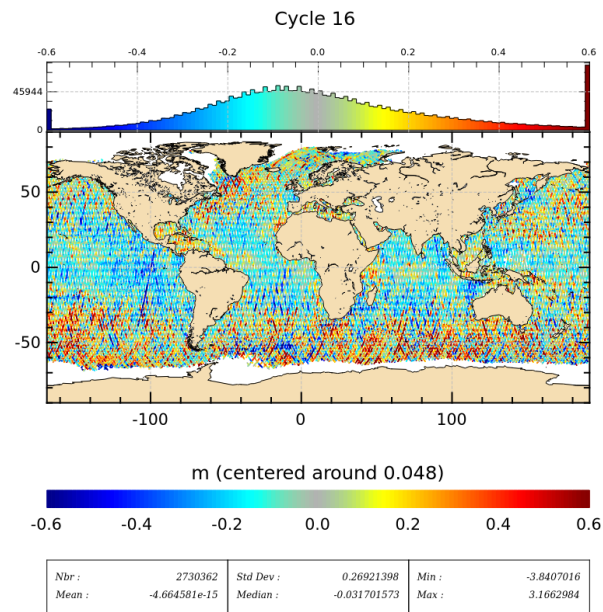 Cycle 16
-0.6 -0.4 -0.2 0.0 0.2 0.4 0.6
45944
0
50
0
-50
-100 0 100
m (centered around 0.048)
-0.6 -0.4 -0.2 0.0 0.2 0.4 0.6
Nbr : 2730362 Std Dev : 0.26921398 Min : -3.8407016
Mean : -4.664581e-15 Median : -0.031701573 Max : 3.1662984